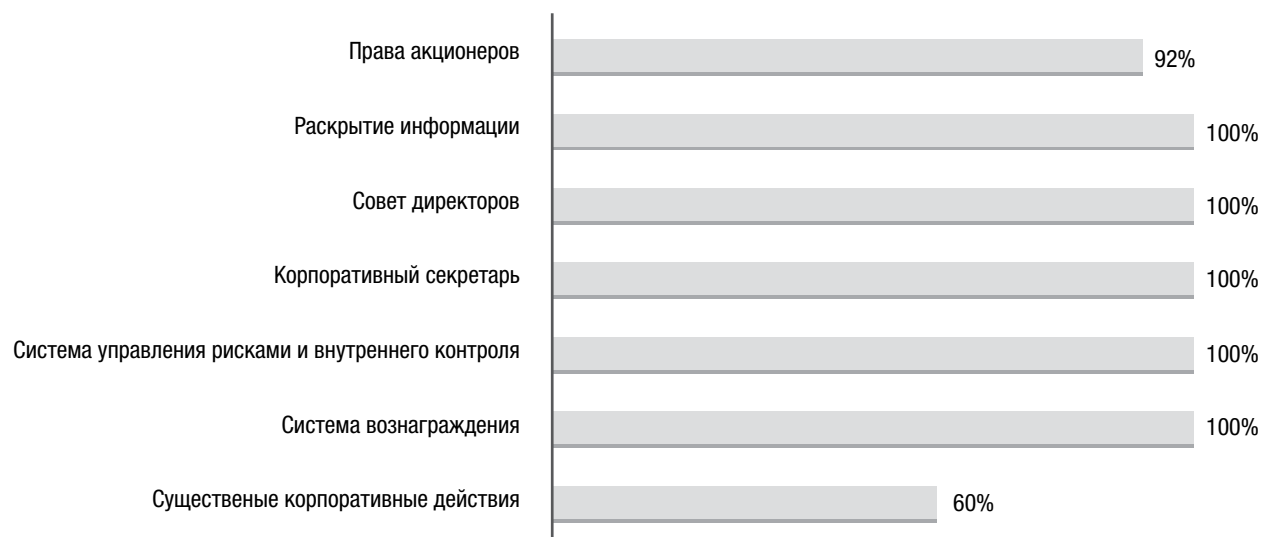 Права акционеров
92%
Раскрытие информации
100%
Совет директоров
100%
Корпоративный секретарь
100%
Система управления рисками и внутреннего контроля
100%
Система вознаграждения
100%
Существеные корпоративные действия
60%